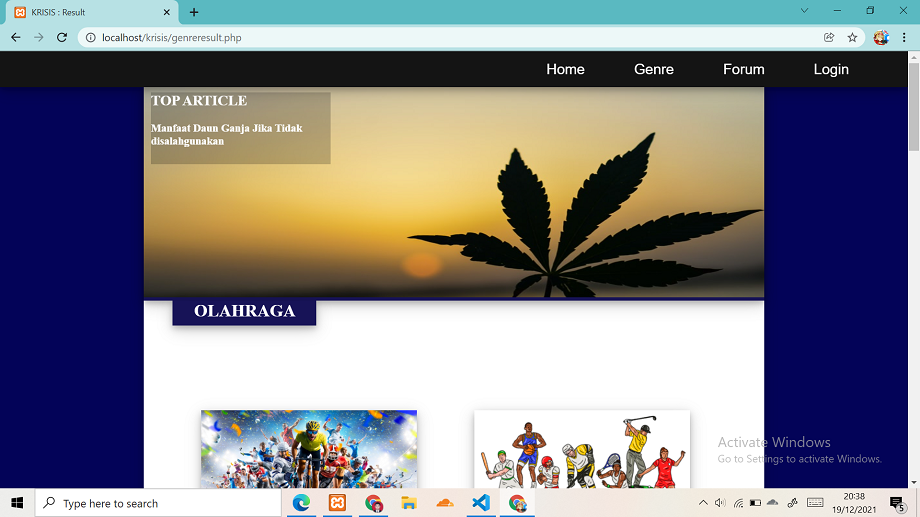 KRISIS : Result
localhost/krisis/genreresult.php
Home Genre Forum Login
TOP ARTICLE
Manfaat Daun Ganja Jika Tidak
disalahgunakan
OLAHRAGA
Activate Windows
Go to Settings to activate Windows.
Type here to search
20:38
19/12/2021
5